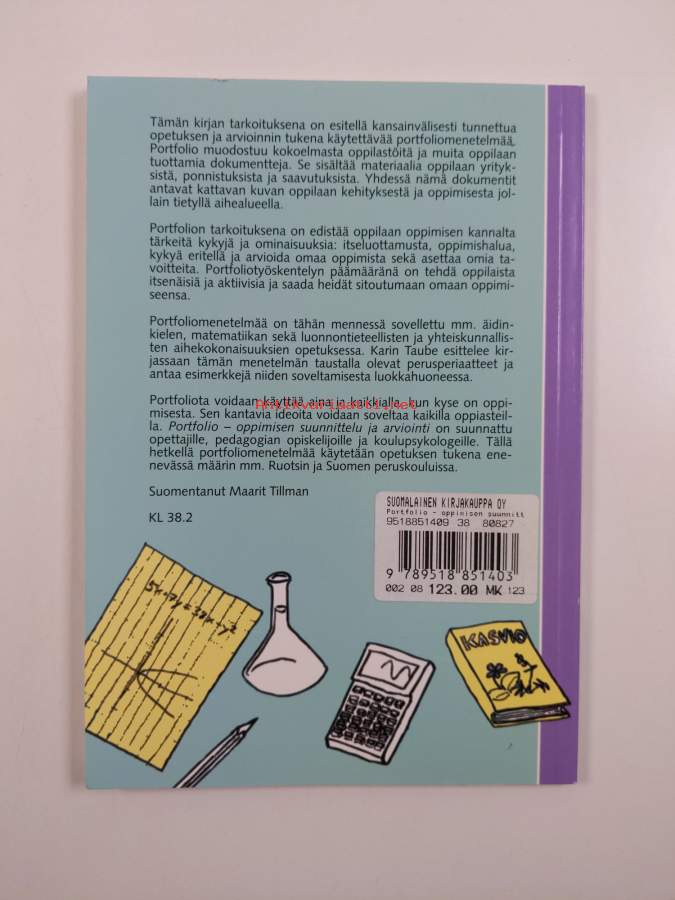 Tämän kirjan tarkoituksena on esitellä kansainvälisesti tunnettua
opetuksen ja arvioinnin tukena käytettävää portfoliomenetelmää.
Portfolio muodostuu kokoelmasta oppilastöitä ja muita oppilaan
tuottamia dokumentteja. Se sisältää materiaalia oppilaan yrityk-
sistä, ponnistuksista ja saavutuksista. Yhdessä nämä dokumentit
antavat kattavan kuvan oppilaan kehityksestä ja oppimisesta jol-
lain tietyllä aihealueella.
Portfolion tarkoituksena on edistää oppilaan oppimisen kannalta
tärkeitä kykyjä ja ominaisuuksia: itseluottamusta, oppimishalua,
kykyä eritellä ja arvioida omaa oppimista sekä asettaa omia ta-
voitteita. Portfoliotyöskentelyn päämääränä on tehdä oppilaista
itsenäisiä ja aktiivisia ja saada heidät sitoutumaan omaan oppimi-
seensa.
Portfoliomenetelmää on tähän mennessä sovellettu mm. äidin-
kielen, matematiikan sekä luonnontieteellisten ja yhteiskunnallis-
ten aihekokonaisuuksien opetuksessa. Karin Taube esittelee kir-
jassaan tämän menetelmän taustalla olevat perusperiaatteet ja
antaa esimerkkejä niiden soveltamisesta luokkahuoneessa.
Portfoliota voidaan käyttää aina ja kaikkialla, kun kyse on oppi-
misesta. Sen kantavia ideoita voidaan soveltaa kaikilla oppiasteil-
la. Portfolio – oppimisen suunnittelu ja arviointi on suunnattu
opettajille, pedagogian opiskelijoille ja koulupsykologeille. Tällä
hetkellä portfoliomenetelmää käytetään opetuksen tukena ene-
nevässä määrin mm. Ruotsin ja Suomen peruskouluissa.
Antikvariaatti.net
Suomentanut Maarit Tillman
KL 38.2
SUOMALAINEN KIRJAKAUPPA OY
Portfolio - oppimisen suunnitt
9518851409 38 80827
9 789518 851403
002 08 123.00 MK 123
KASVIO